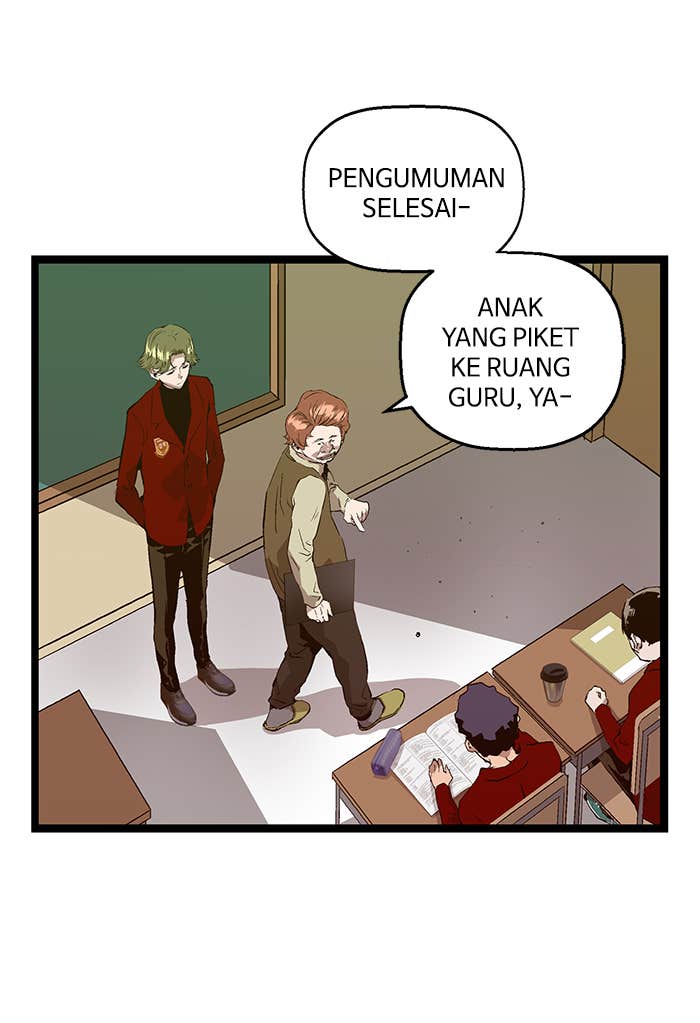 PENGUMUMAN
SELESAI-
ANAK
YANG PIKET
KE RUANG
GURU, YA-